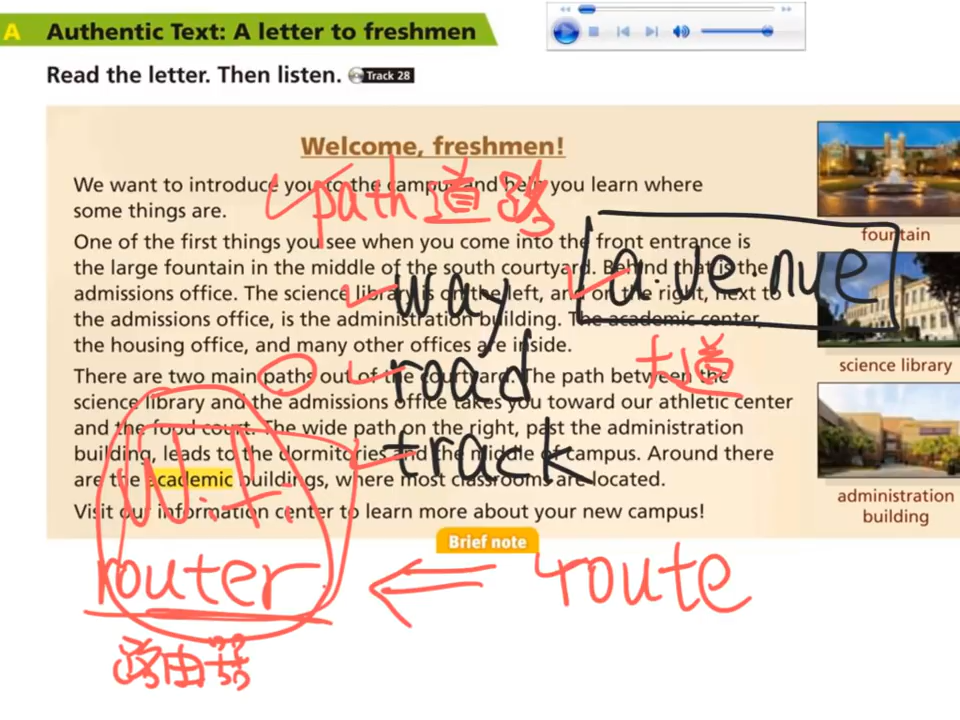 A Authentic Text: A letter to freshmen
Read the letter. Then listen. Track 28
Welcome, freshmen!
We want to introduce you to the campus and help you learn where
some things are.
path道路
One of the first things you see when you come into the front entrance is
the large fountain in the middle of the south courtyard. Behind that is the
admissions office. The science library is on the left, and on the right, next to
the admissions office, is the administration building. The academic center,
the housing office, and many other offices are inside.
way
avenue
大道
There are two main paths out of the courtyard. The path between the
science library and the admissions office takes you toward our athletic center
and the food court. The wide path on the right, past the administration
building, leads to the dormitories and the middle of campus. Around there
are the academic buildings, where most classrooms are located.
road
track
Visit our information center to learn more about your new campus!
Brief note
Wi.fi.
router
route
路由器
fountain
science library
administration
building